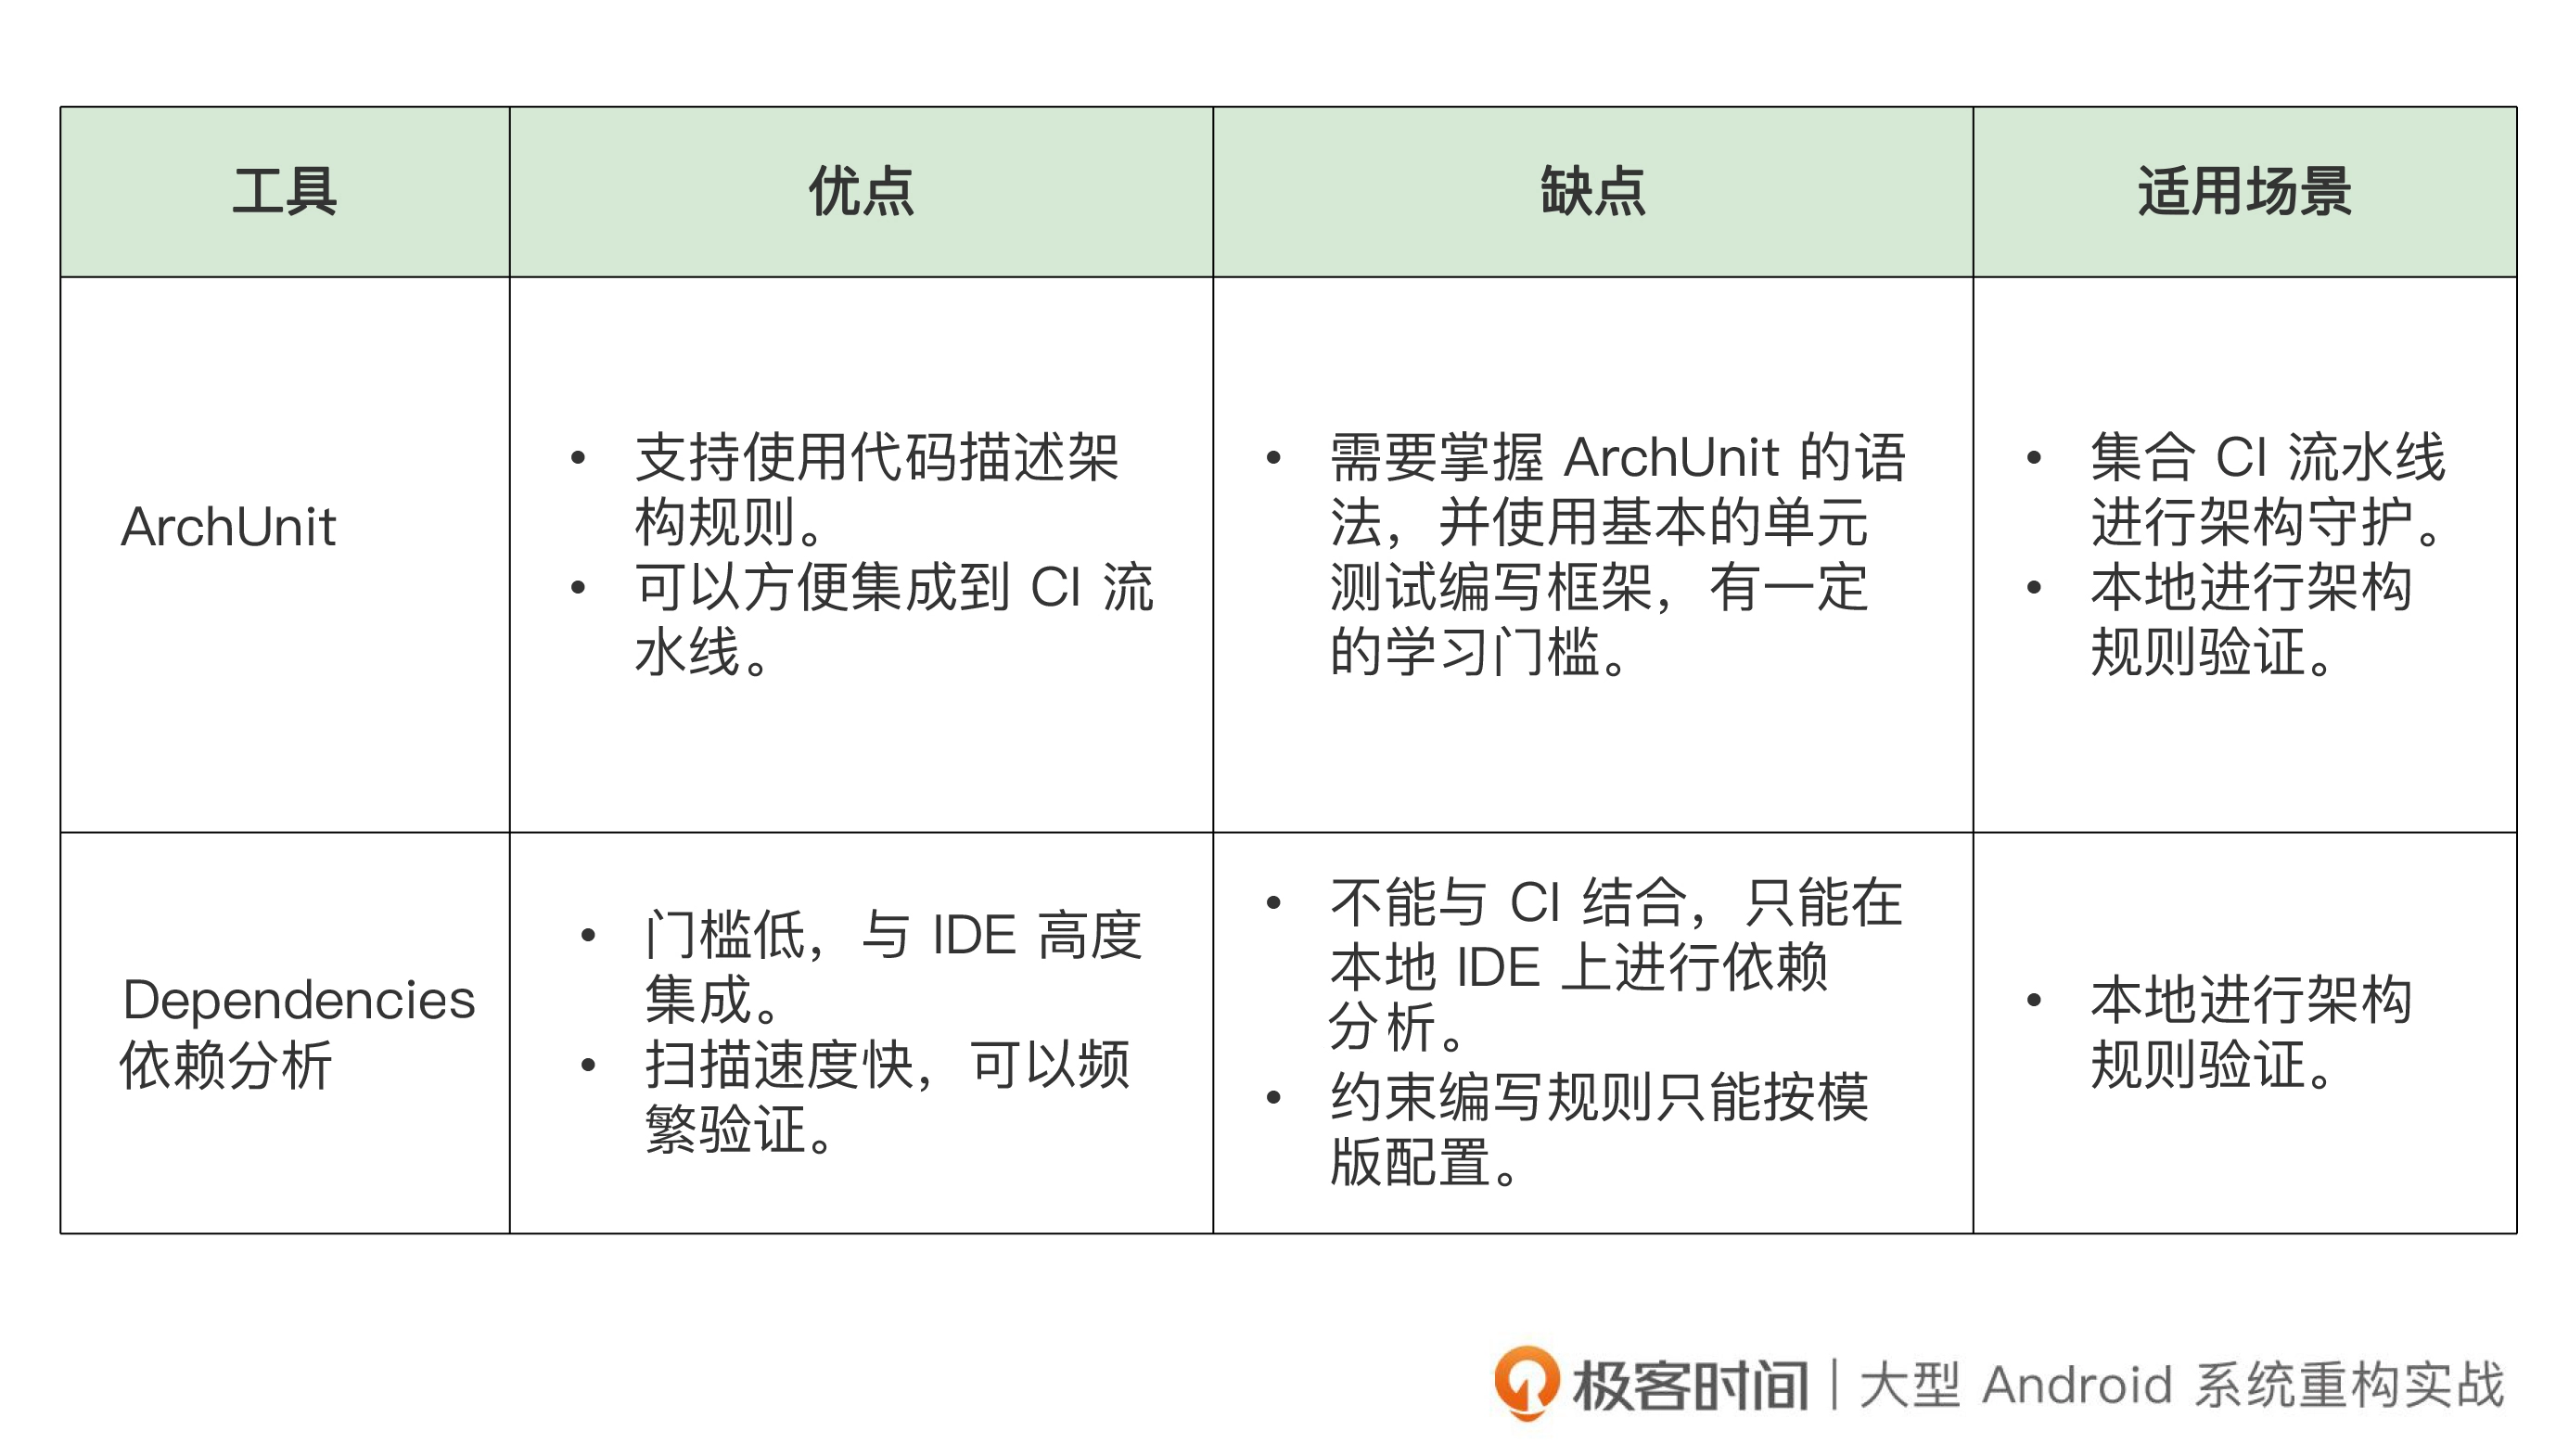 工具
优点
缺点
适用场景
ArchUnit
• 支持使用代码描述架
构规则。
• 可以方便集成到 CI 流
水线。
• 需要掌握 ArchUnit 的语
法，并使用基本的单元
测试编写框架，有一定
的学习门槛。
• 集合 CI 流水线
进行架构守护。
• 本地进行架构
规则验证。
Dependencies
依赖分析
• 门槛低，与 IDE 高度
集成。
• 扫描速度快，可以频
繁验证。
• 不能与 CI 结合，只能在
本地 IDE 上进行依赖
分析。
• 约束编写规则只能按模
版配置。
• 本地进行架构
规则验证。
极客时间 | 大型 Android 系统重构实战